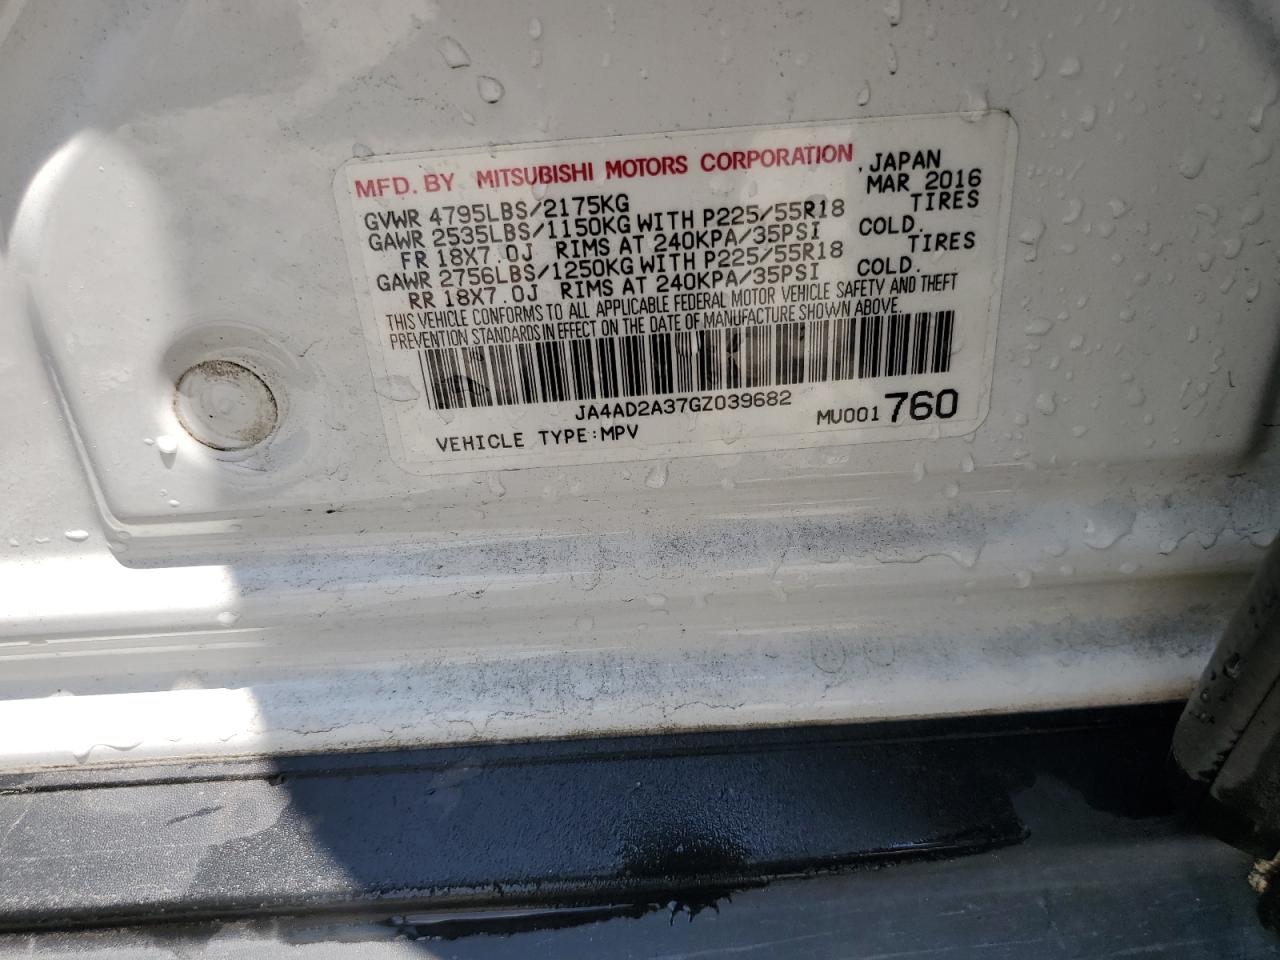 MFD. BY MITSUBISHI MOTORS CORPORATION, JAPAN
MAR 2016
GVWR 4795LBS/2175KG
GAWR 2535LBS/1150KG WITH P225/55R18 TIRES
FR 18X7.0J RIMS AT 240KPA/35PSI COLD.
GAWR 2756LBS/1250KG WITH P225/55R18 TIRES
RR 18X7.0J RIMS AT 240KPA/35PSI COLD.
THIS VEHICLE CONFORMS TO ALL APPLICABLE FEDERAL MOTOR VEHICLE SAFETY AND THEFT
PREVENTION STANDARDS IN EFFECT ON THE DATE OF MANUFACTURE SHOWN ABOVE.
JA4AD2A37GZ039682
MU001760
VEHICLE TYPE:MPV